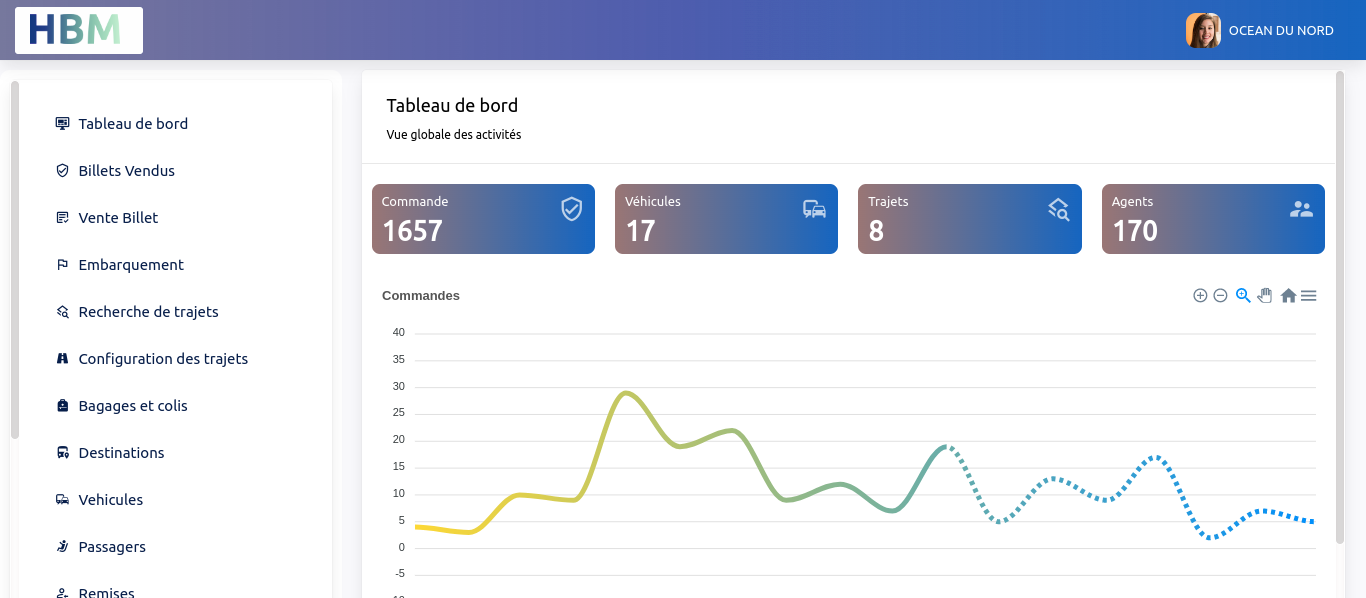 HBM
OCEAN DU NORD
Tableau de bord
Billets Vendus
Vente Billet
Embarquement
Recherche de trajets
Configuration des trajets
Bagages et colis
Destinations
Vehicules
Passagers
Remises
Tableau de bord
Vue globale des activités
Commande
1657
Véhicules
17
Trajets
8
Agents
170
Commandes
40
35
30
25
20
15
10
5
0
-5